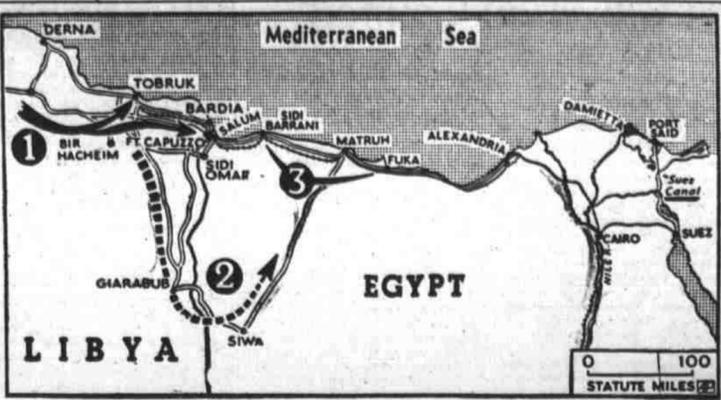 DERNA
Mediterranean Sea
TOBRUK
BARDIA
SALUM
SIDI
BARRANI
1
BIR
HACHEIM
FT. CAPUZZO
SIDI
OMAR
MATRUH
FUKA
ALEXANDRIA
DAMIETTA
PORT
SAID
3
Suez
Canal
CAIRO
SUEZ
NILE R.
GIARABUB
2
EGYPT
SIWA
LIBYA
0 100
STATUTE MILES
AP